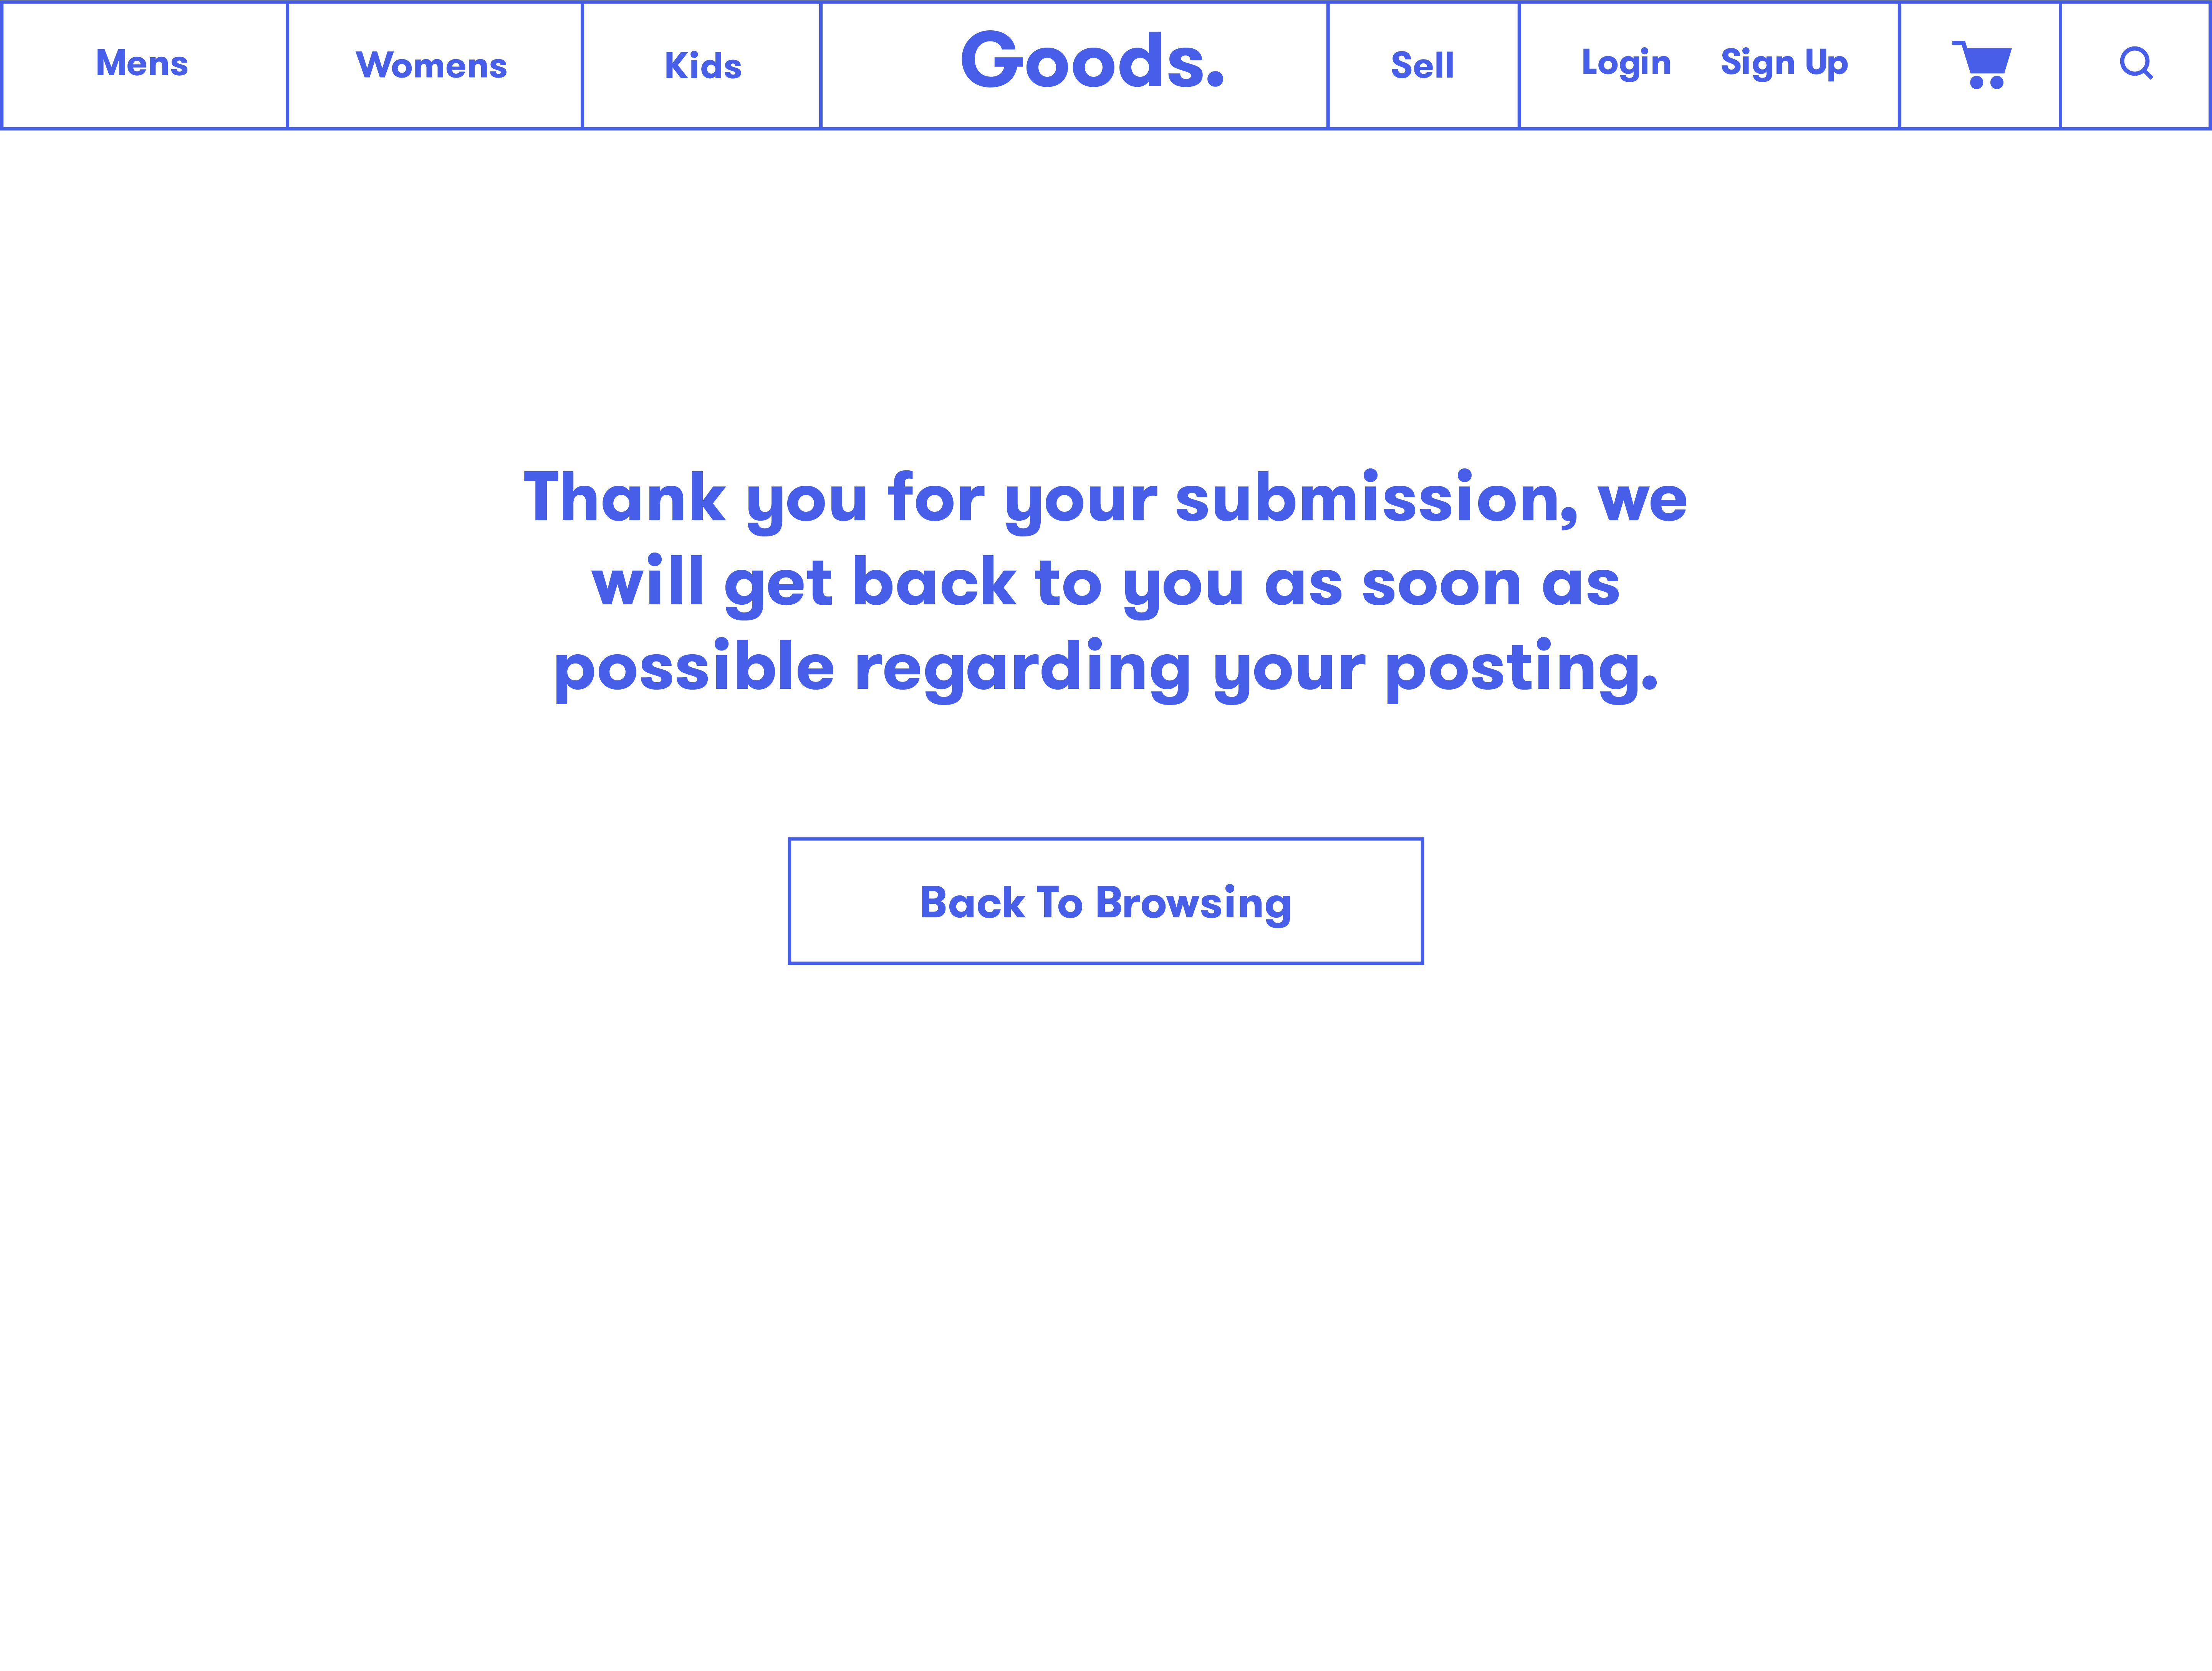 Mens
Womens
Kids
Goods.
Sell
Login
Sign Up
Thank you for your submission, we
will get back to you as soon as
possible regarding your posting.
Back To Browsing